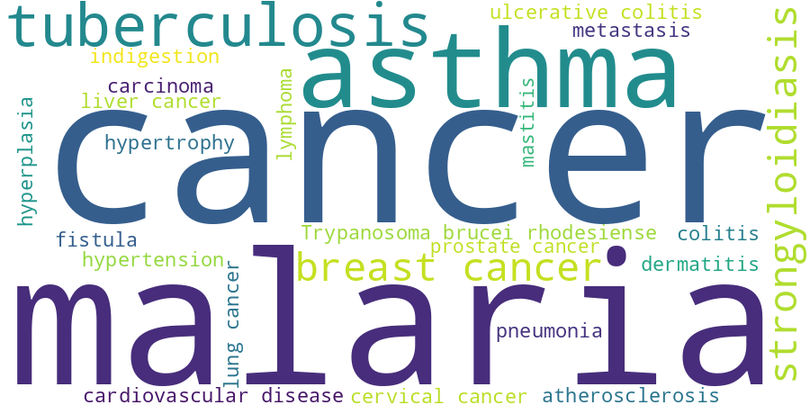 tuberculosis
ulcerative colitis
metastasis
indigestion
asthma
carcinoma
liver cancer
lymphoma
mastitis
strongyloidiasis
hyperplasia
cancer
hypertrophy
fistula
Trypanosoma brucei rhodesiense
colitis
prostate cancer
hypertension
breast cancer
dermatitis
lung cancer
malaria
pneumonia
cardiovascular disease
cervical cancer
atherosclerosis